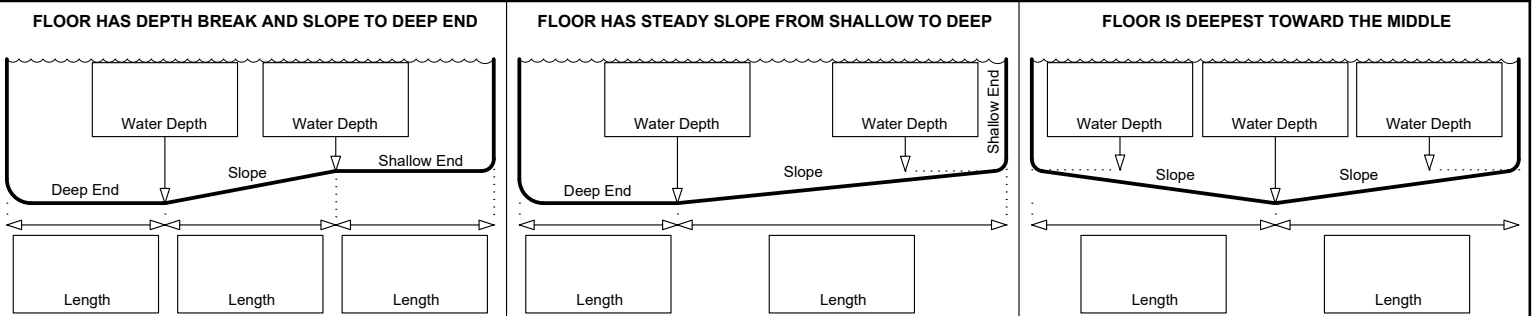 FLOOR HAS DEPTH BREAK AND SLOPE TO DEEP END
Water Depth
Water Depth
Shallow End
Slope
Deep End
Length
Length
Length
FLOOR HAS STEADY SLOPE FROM SHALLOW TO DEEP
Water Depth
Water Depth
Shallow End
Slope
Deep End
Length
Length
FLOOR IS DEEPEST TOWARD THE MIDDLE
Water Depth
Water Depth
Water Depth
Slope
Slope
Length
Length